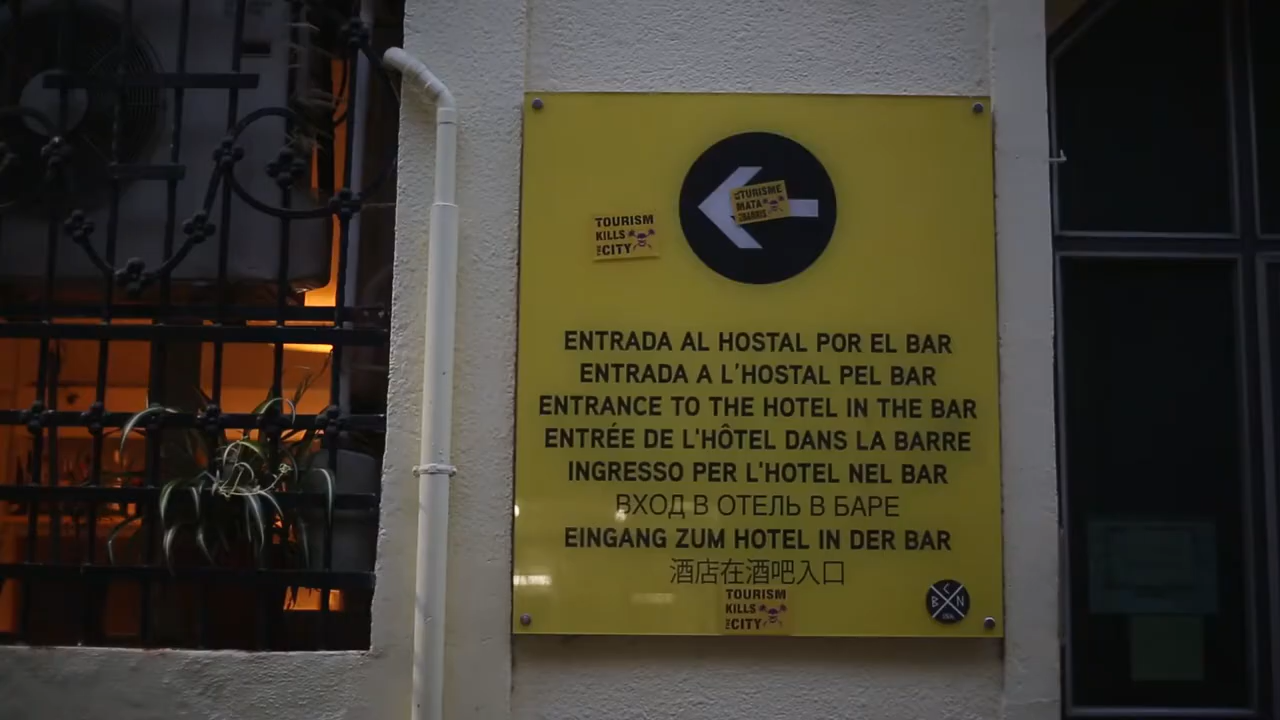 TURISME
MATA
BARRIS
TOURISM
KILLS
THE CITY
ENTRADA AL HOSTAL POR EL BAR
ENTRADA A L'HOSTAL PEL BAR
ENTRANCE TO THE HOTEL IN THE BAR
ENTRÉE DE L'HÔTEL DANS LA BARRE
INGRESSO PER L'HOTEL NEL BAR
ВХОД В ОТЕЛЬ В БАРЕ
EINGANG ZUM HOTEL IN DER BAR
酒店在酒吧入口
TOURISM
KILLS
THE CITY
C
B N